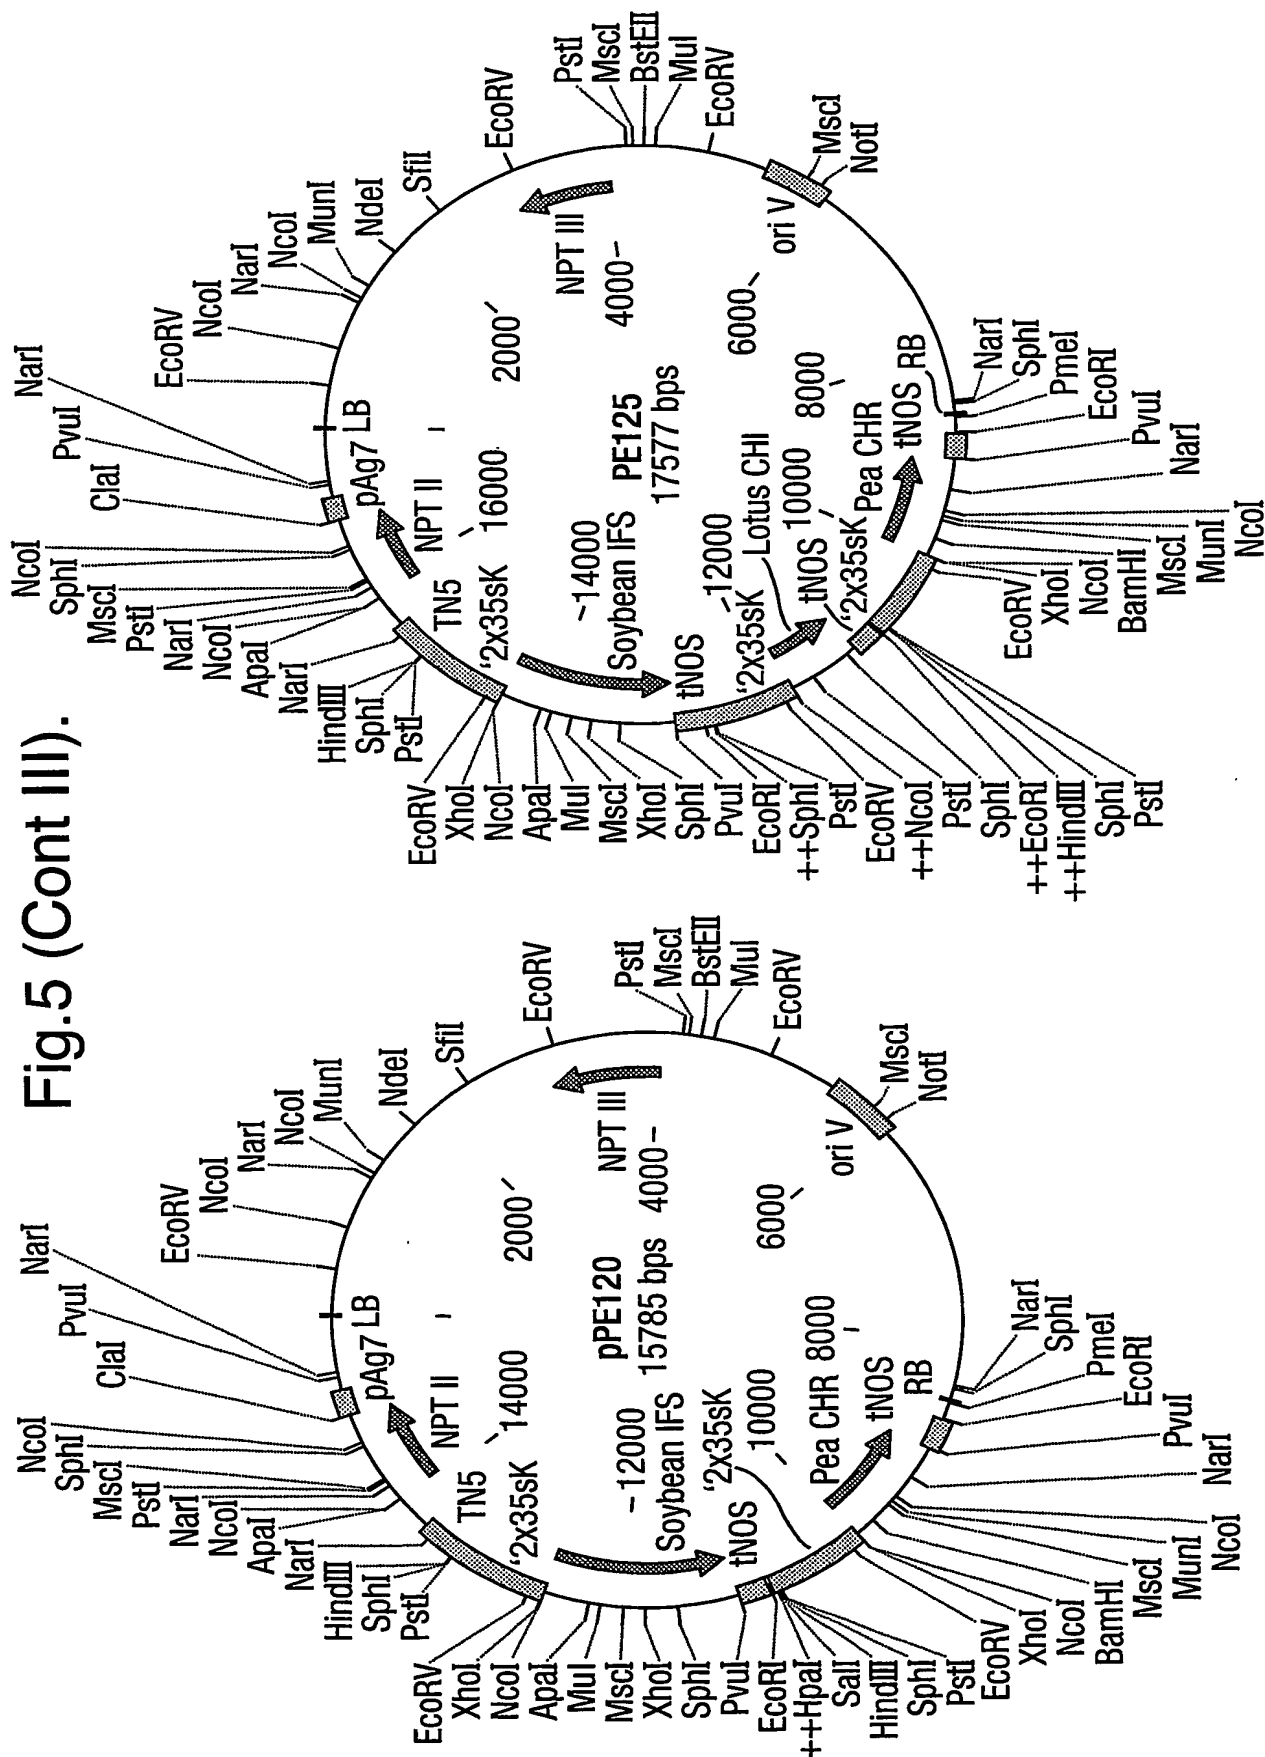 Fig.5 (Cont III).
NarI
PvuI
ClaI
NcoI
SphI
MscI
PstI
NarI
NcoI
ApaI
NarI
HindIII
SphI
PstI
EcoRV
XhoI
NcoI
ApaI
MuI
MscI
XhoI
SphI
PvuI
EcoRI
++HpaI
SalI
HindIII
SphI
PstI
EcoRV
XhoI
NcoI
BamHI
MscI
MunI
NcoI
NarI
PvuI
EcoRI
PmeI
SphI
NarI
NotI
MscI
EcoRV
MuI
BstEII
MscI
PstI
EcoRV
SfiI
NdeI
MunI
NcoI
NarI
NcoI
EcoRV
LB
pAg7
NPT II
TN5
'2x35sK
14000
2000
NPT III
4000
pPE120
15785 bps
12000
Soybean IFS
'2x35sK
tNOS
10000
6000
ori V
8000
Pea CHR
tNOS
RB
NarI
PvuI
ClaI
NcoI
SphI
MscI
PstI
NarI
NcoI
ApaI
NarI
HindIII
SphI
PstI
EcoRV
XhoI
NcoI
ApaI
MuI
MscI
XhoI
SphI
PvuI
EcoRI
++SphI
PstI
EcoRV
++NcoI
PstI
SphI
++EcoRI
++HindIII
SphI
PstI
EcoRV
XhoI
NcoI
BamHI
MscI
MunI
NcoI
NarI
PvuI
EcoRI
PmeI
SphI
NarI
NotI
MscI
EcoRV
MuI
BstEII
MscI
PstI
EcoRV
SfiI
NdeI
MunI
NcoI
NarI
NcoI
EcoRV
LB
pAg7
NPT II
TN5
'2x35sK
16000
2000
NPT III
4000
PE125
17577 bps
~14000
Soybean IFS
tNOS
12000
'2x35sK
Lotus CHI
tNOS
10000
'2x35sK
6000
ori V
8000
Pea CHR
tNOS
RB